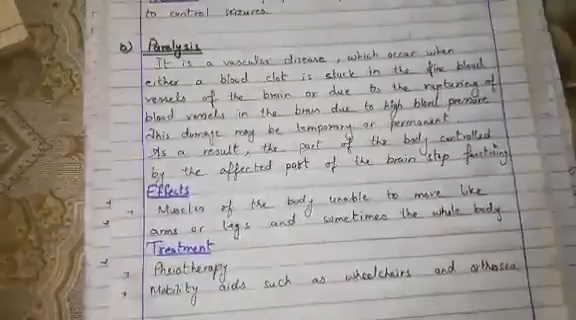 to control seizures.
b) Paralysis
It is a vascular disease, which occur when
either a blood clot is stuck in the fine blood
vessels of the brain or due to the rupturing of
blood vessels in the brain due to high blood pressure
This damage may be temporary or permanent
As a result, the part of the body controlled
by the affected part of the brain stop functning
Effects
Muscles of the body unable to move like
arms or legs and sometimes the whole body
Treatment
Phsiotherapy
Mobility aids such as wheelchairs and orthoses